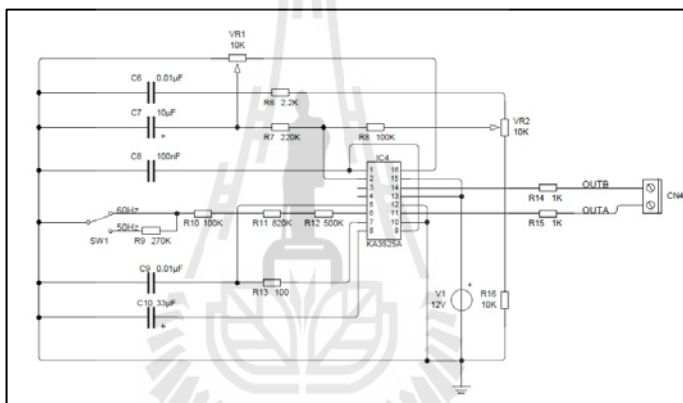 VR1
10K
C6 0.01µF
R6 2.2K
C7 10µF
+
R7 220K
R8 100K
VR2
10K
C8 100nF
IC4
1 16
2 15
3 14
4 13
5 12
6 11
7 10
8 9
KA3525A
OUTB
R14 1K
CN4
OUTA
R15 1K
60Hz
50Hz
SW1
R9 270K
R10 100K
R11 820K
R12 500K
C9 0.01µF
R13 100
C10 33µF
+
V1
12V
+
R16
10K